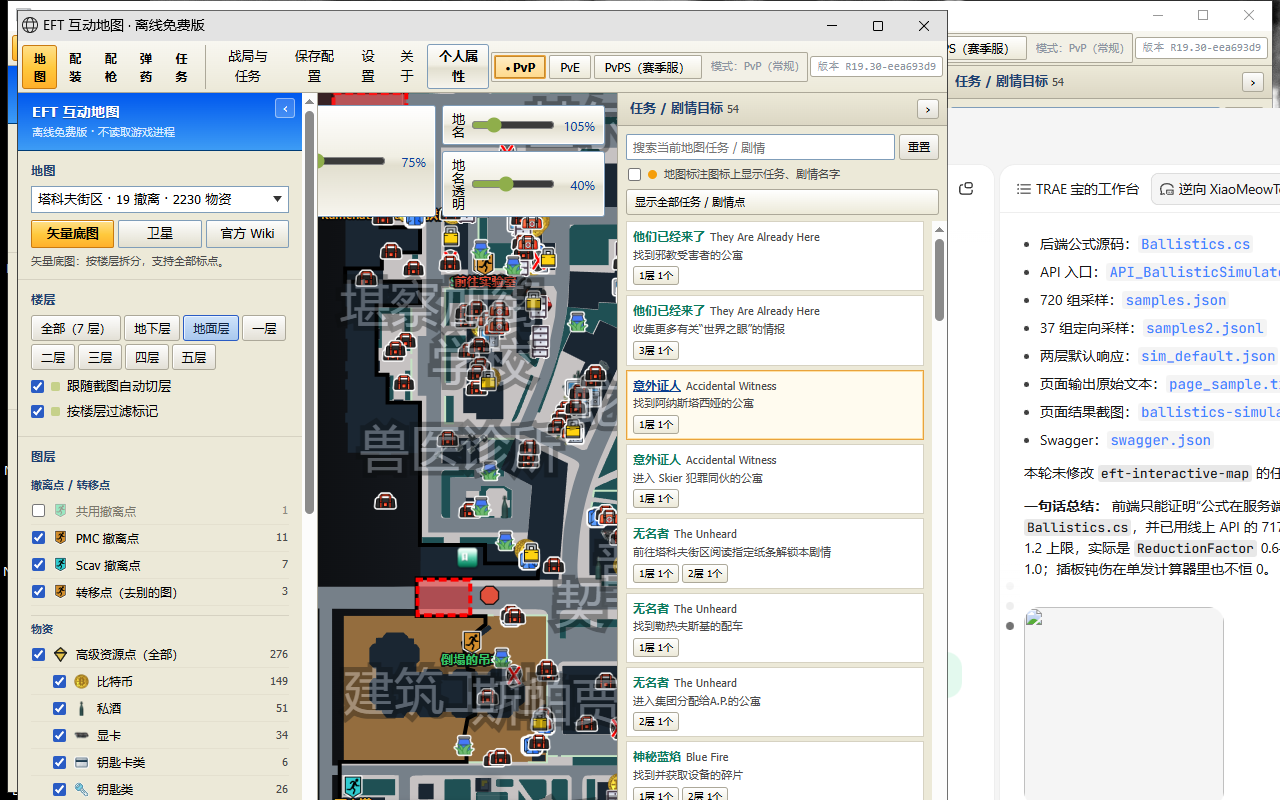 EFT 互动地图 · 离线免费版
地图
配装
配枪
弹药
任务
战局与任务
保存配置
设置
关于
个人属性
• PvP
PvE
PvPS（赛季服）
模式：PvP（常规）
版本 R19.30-eea693d9
EFT 互动地图
离线免费版 · 不读取游戏进程
地图
塔科夫街区 · 19 撤离 · 2230 物资
矢量底图
卫星
官方 Wiki
矢量底图：按楼层拆分，支持全部标点。
楼层
全部（7 层）
地下层
地面层
一层
二层
三层
四层
五层
跟随截图自动切层
按楼层过滤标记
图层
撤离点 / 转移点
共用撤离点 1
PMC 撤离点 11
Scav 撤离点 7
转移点（去别的图） 3
物资
高级资源点（全部） 276
比特币 149
私酒 51
显卡 34
钥匙卡类 6
钥匙类 26
75%
地名 105%
地名透明 40%
前往实验室
学校
兽医诊所
倒塌的吊
任务 / 剧情目标 54
搜索当前地图任务 / 剧情
重置
地图标注图标上显示任务、剧情名字
显示全部任务 / 剧情点
他们已经来了 They Are Already Here
找到邪教受害者的公寓
1层 1个
他们已经来了 They Are Already Here
收集更多有关“世界之眼”的情报
3层 1个
意外证人 Accidental Witness
找到阿纳斯塔西娅的公寓
1层 1个
意外证人 Accidental Witness
进入 Skier 犯罪同伙的公寓
1层 1个
无名者 The Unheard
前往塔科夫街区阅读指定纸条解锁本剧情
1层 1个
2层 1个
无名者 The Unheard
找到勒热夫斯基的配车
1层 1个
无名者 The Unheard
进入集团分配给A.P.的公寓
2层 1个
神秘蓝焰 Blue Fire
找到并获取设备的碎片
1层 1个
2层 1个
PS（赛季服）
模式：PvP（常规）
版本 R19.30-eea693d9
任务 / 剧情目标 54
TRAE 宝的工作台
逆向 XiaoMeowT
后端公式源码： Ballistics.cs
API 入口： API_BallisticSimulat
720 组采样： samples.json
37 组定向采样： samples2.jsonl
两层默认响应： sim_default.json
页面输出原始文本： page_sample.t
页面结果截图： ballistics-simula
Swagger： swagger.json
本轮未修改 eft-interactive-map 的任
一句话总结： 前端只能证明“公式在服务端
Ballistics.cs，并已用线上 API 的 717
1.2 上限，实际是 ReductionFactor 0.6
1.0；插板钝伤在单发计算器里也不恒 0。